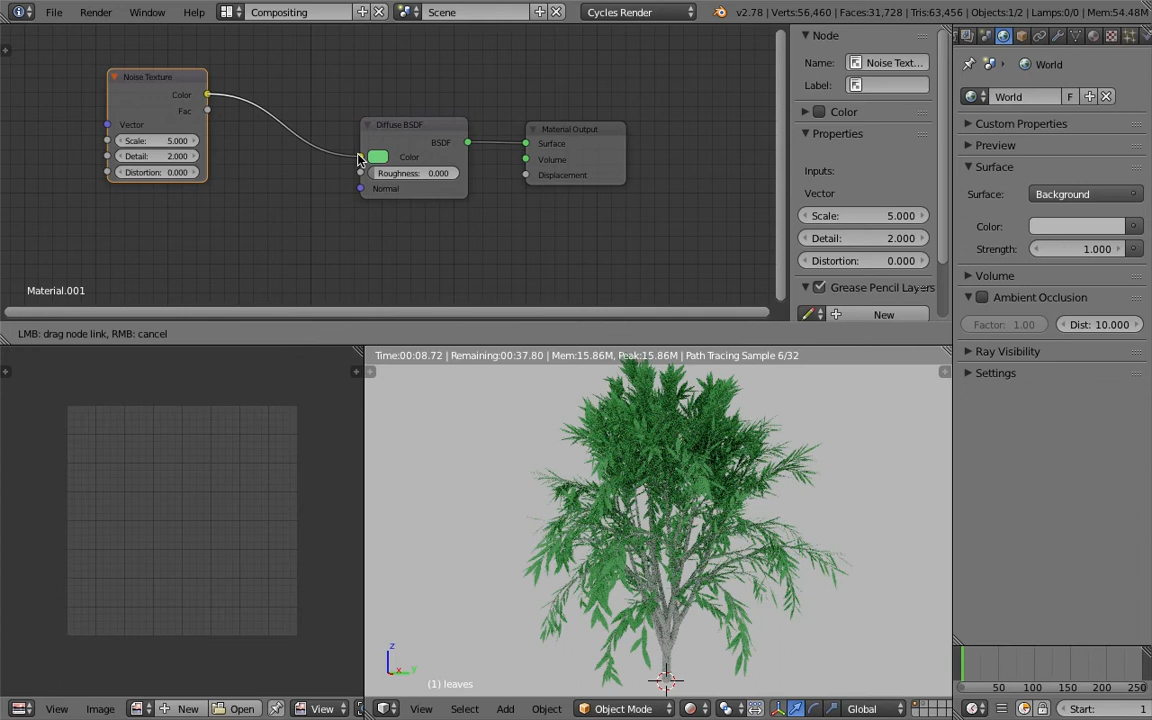 File Render Window Help Compositing Scene Cycles Render v2.78 | Verts:56,460 | Faces:31,728 | Tris:63,456 | Objects:1/2 | Lamps:0/0 | Mem:54.48M
Noise Texture
Color
Fac
Vector
Scale: 5.000
Detail: 2.000
Distortion: 0.000
Diffuse BSDF
BSDF
Color
Roughness: 0.000
Normal
Material Output
Surface
Volume
Displacement
Material.001
Node
Name: Noise Text...
Label:
Color
Properties
Inputs:
Vector
Scale: 5.000
Detail: 2.000
Distortion: 0.000
Grease Pencil Layers
New
World
World F
Custom Properties
Preview
Surface
Surface: Background
Color:
Strength: 1.000
Volume
Ambient Occlusion
Factor: 1.00 Dist: 10.000
Ray Visibility
Settings
LMB: drag node link, RMB: cancel
Time:00:08.72 | Remaining:00:37.80 | Mem:15.86M, Peak:15.86M | Path Tracing Sample 6/32
z
x
y
(1) leaves
50 100 150 200 250
View Image New Open View
View Select Add Object Object Mode Global
Start: 1